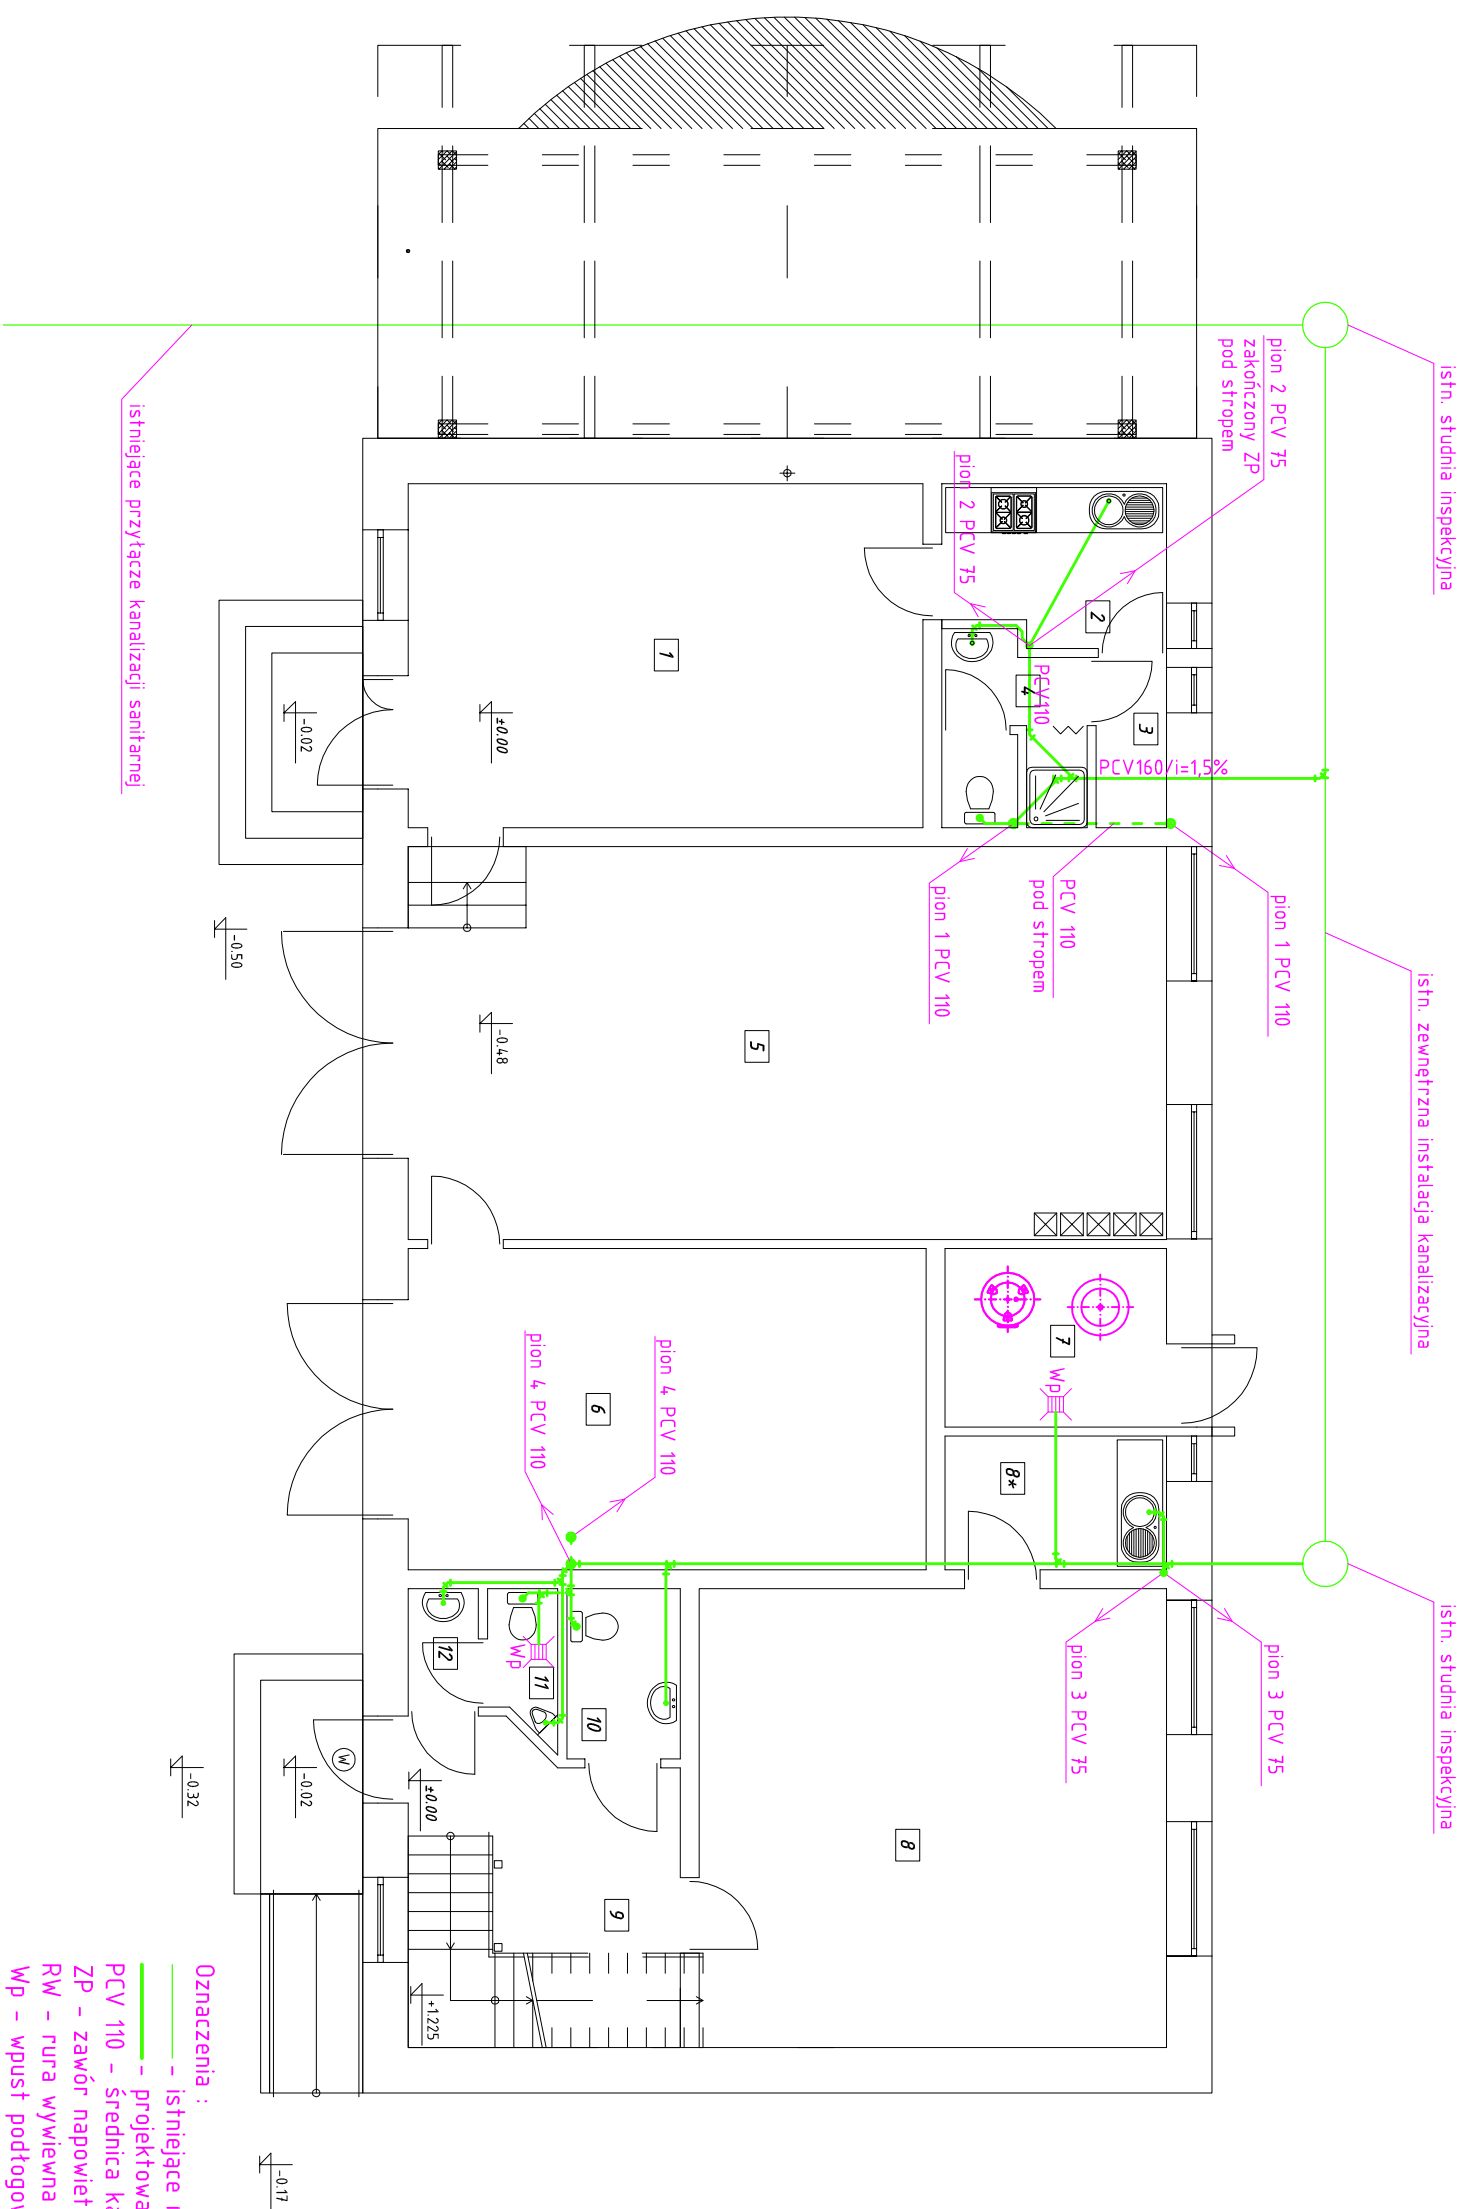 istn. studnia inspekcyjna
pion 2 PCV 75
zakończony ZP
pod stropem
pion 2 PCV 75
istniejące przyłącze kanalizacji sanitarnej
istn. zewnętrzna instalacja kanalizacyjna
pion 1 PCV 110
PCV 110
pod stropem
pion 1 PCV 110
PCV160/i=1,5%
PCV110
1
2
3
4
5
6
7
8*
8
9
10
11
12
±0.00
-0.02
-0.50
-0.48
Wp
pion 4 PCV 110
pion 4 PCV 110
Wp
istn. studnia inspekcyjna
pion 3 PCV 75
pion 3 PCV 75
W
±0.00
-0.02
-0.32
+1.225
-0.17
Oznaczenia :
- istniejące
- projektowa
PCV 110 - średnica
ZP - zawór napowiet
RW - rura wywiewna
Wp - wpust podłogow